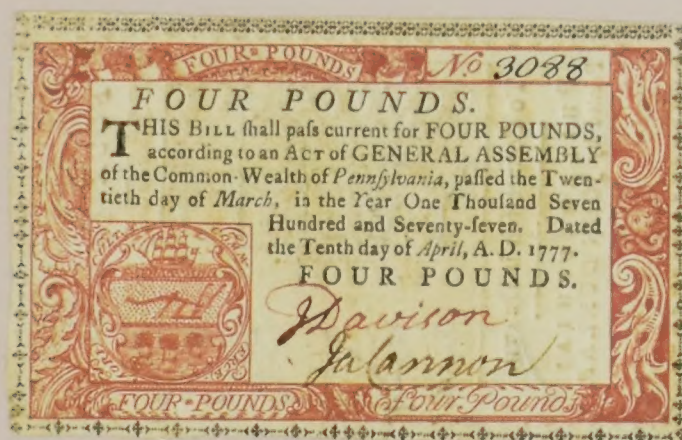 FOUR • POUNDS
No 3088
FOUR POUNDS.
THIS BILL ſhall paſs current for FOUR POUNDS,
according to an ACT of GENERAL ASSEMBLY
of the Common-Wealth of Pennſylvania, paſſed the Twen-
tieth day of March, in the Year One Thouſand Seven
Hundred and Seventy-ſeven. Dated
the Tenth day of April, A. D. 1777.
FOUR POUNDS.
J Davison
Ja Cannon
FOUR • POUNDS
Four Pounds